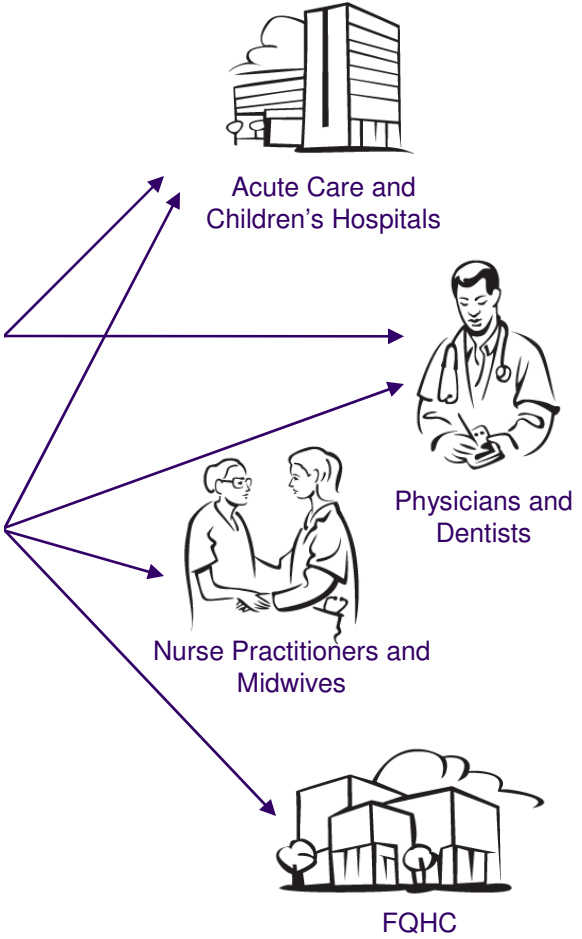 Acute Care and
Children’s Hospitals
Physicians and
Dentists
Nurse Practitioners and
Midwives
FQHC